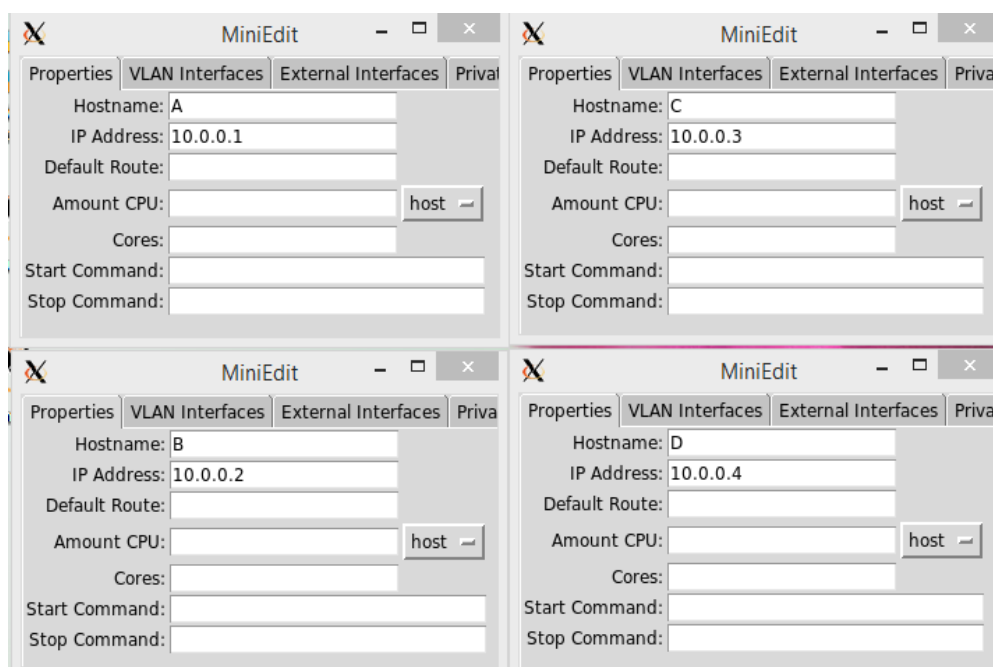 MiniEdit
Properties VLAN Interfaces External Interfaces Privat
Hostname: A
IP Address: 10.0.0.1
Default Route:
Amount CPU: host
Cores:
Start Command:
Stop Command:
MiniEdit
Properties VLAN Interfaces External Interfaces Priva
Hostname: C
IP Address: 10.0.0.3
Default Route:
Amount CPU: host
Cores:
Start Command:
Stop Command:
MiniEdit
Properties VLAN Interfaces External Interfaces Priva
Hostname: B
IP Address: 10.0.0.2
Default Route:
Amount CPU: host
Cores:
Start Command:
Stop Command:
MiniEdit
Properties VLAN Interfaces External Interfaces Priva
Hostname: D
IP Address: 10.0.0.4
Default Route:
Amount CPU: host
Cores:
Start Command:
Stop Command: